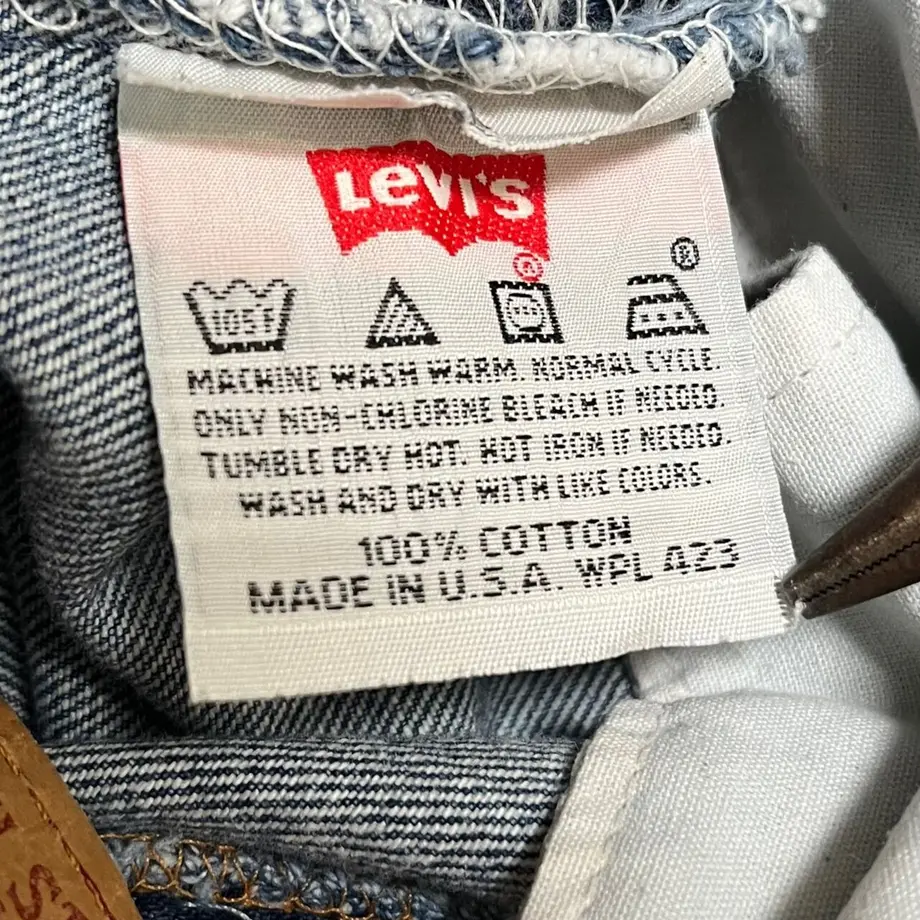 LEVI'S
®
®
105F
MACHINE WASH WARM. NORMAL CYCLE.
ONLY NON-CHLORINE BLEACH IF NEEDED.
TUMBLE DRY HOT. HOT IRON IF NEEDED.
WASH AND DRY WITH LIKE COLORS.
100% COTTON
MADE IN U.S.A. WPL 423